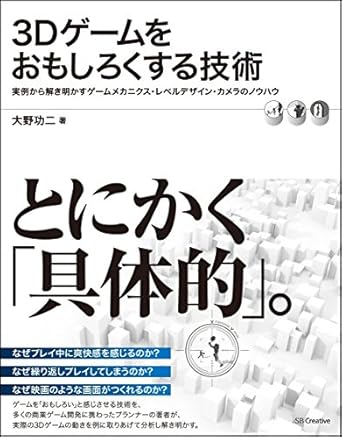 3Dゲームを
おもしろくする技術
実例から解き明かすゲームメカニクス・レベルデザイン・カメラのノウハウ
大野功二 著
とにかく
「具体的」。
なぜプレイ中に爽快感を感じるのか?
なぜ繰り返しプレイしてしまうのか?
なぜ映画のような画面がつくれるのか?
ゲームを「おもしろい」と感じさせる技術を、
多くの商業ゲーム開発に携わったプランナーの著者が、
実際の3Dゲームの動きを例に取りあげて分析し解き明かす。
SB Creative